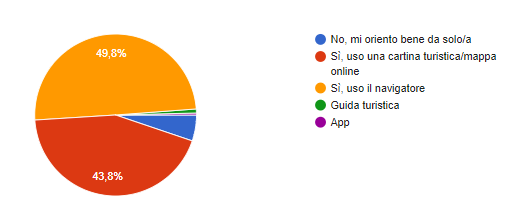 49,8%
43,8%
No, mi oriento bene da solo/a
Sì, uso una cartina turistica/mappa
online
Sì, uso il navigatore
Guida turistica
App